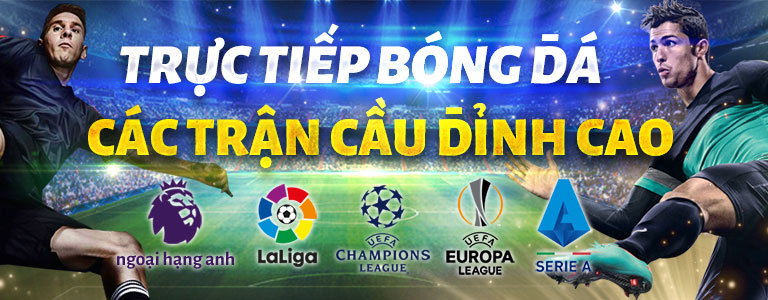 TRỰC TIẾP BÓNG ĐÁ
CÁC TRẬN CẦU ĐỈNH CAO
ngoại hạng anh
LaLiga
UEFA
CHAMPIONS
LEAGUE
UEFA
EUROPA
LEAGUE
SERIE A